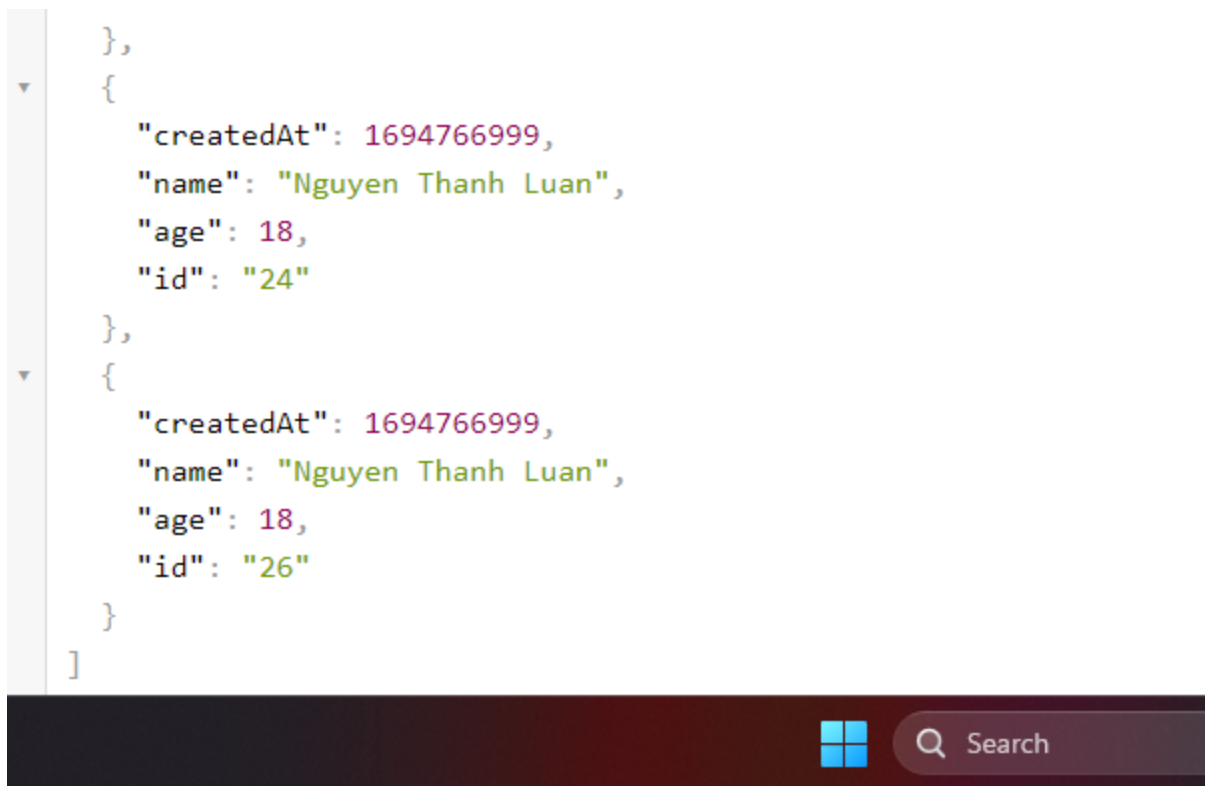 },
{
"createdAt": 1694766999,
"name": "Nguyen Thanh Luan",
"age": 18,
"id": "24"
},
{
"createdAt": 1694766999,
"name": "Nguyen Thanh Luan",
"age": 18,
"id": "26"
}
]
Search